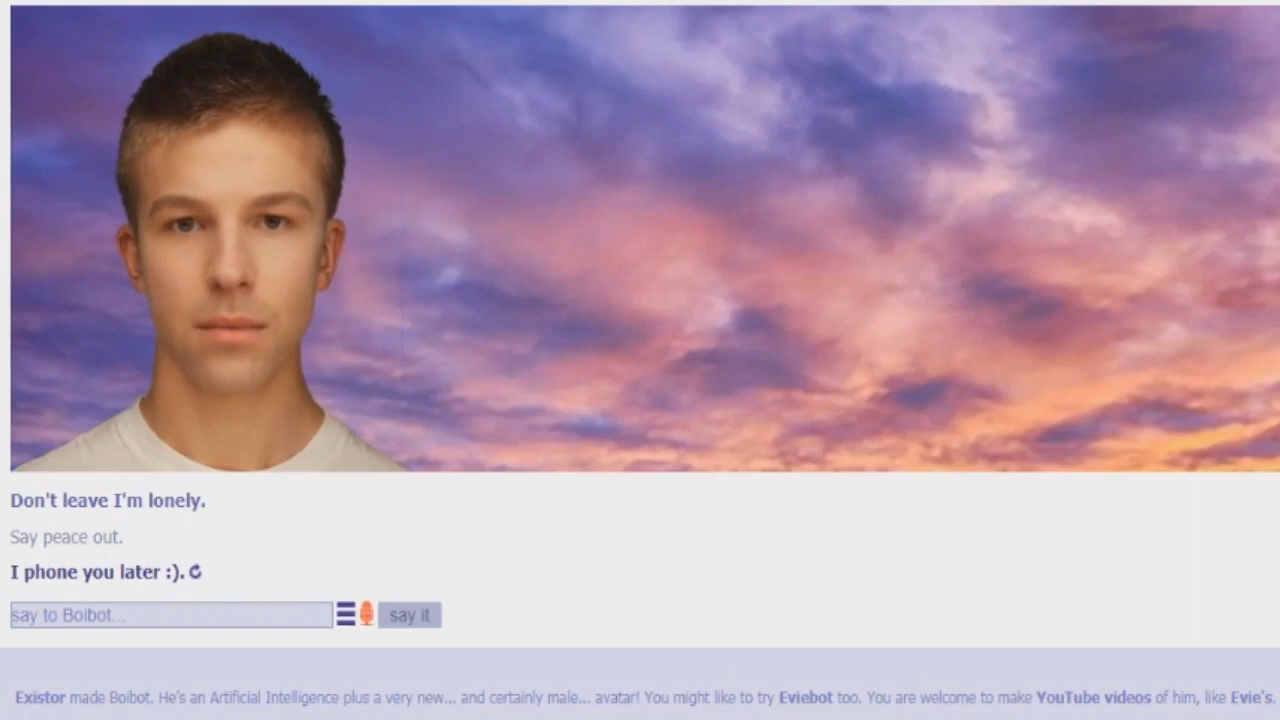 Don't leave I'm lonely.
Say peace out.
I phone you later :).
say to Boibot...
say it
Existor made Boibot. He's an Artificial Intelligence plus a very new... and certainly male... avatar! You might like to try Eviebot too. You are welcome to make YouTube videos of him, like Evie's.